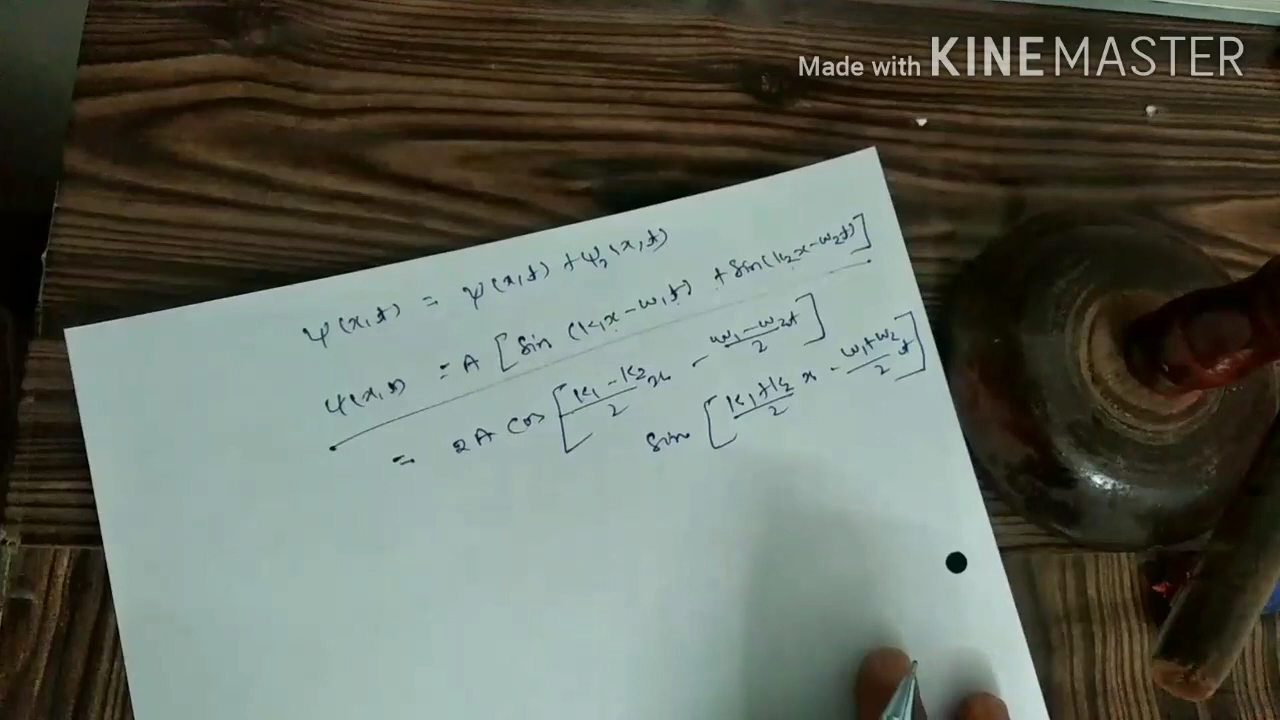 Made with KINEMASTER
ψ(x,t) = ψ(x,t) + ψ₂(x,t)
ψ(x,t) = A [Sin (k₁x - ω₁t) + Sin(k₂x - ω₂t)]
= 2A Cos [(k₁ - k₂)/2 x - (ω₁ - ω₂)/2 t]
Sin [(k₁ + k₂)/2 x - (ω₁ + ω₂)/2 t]